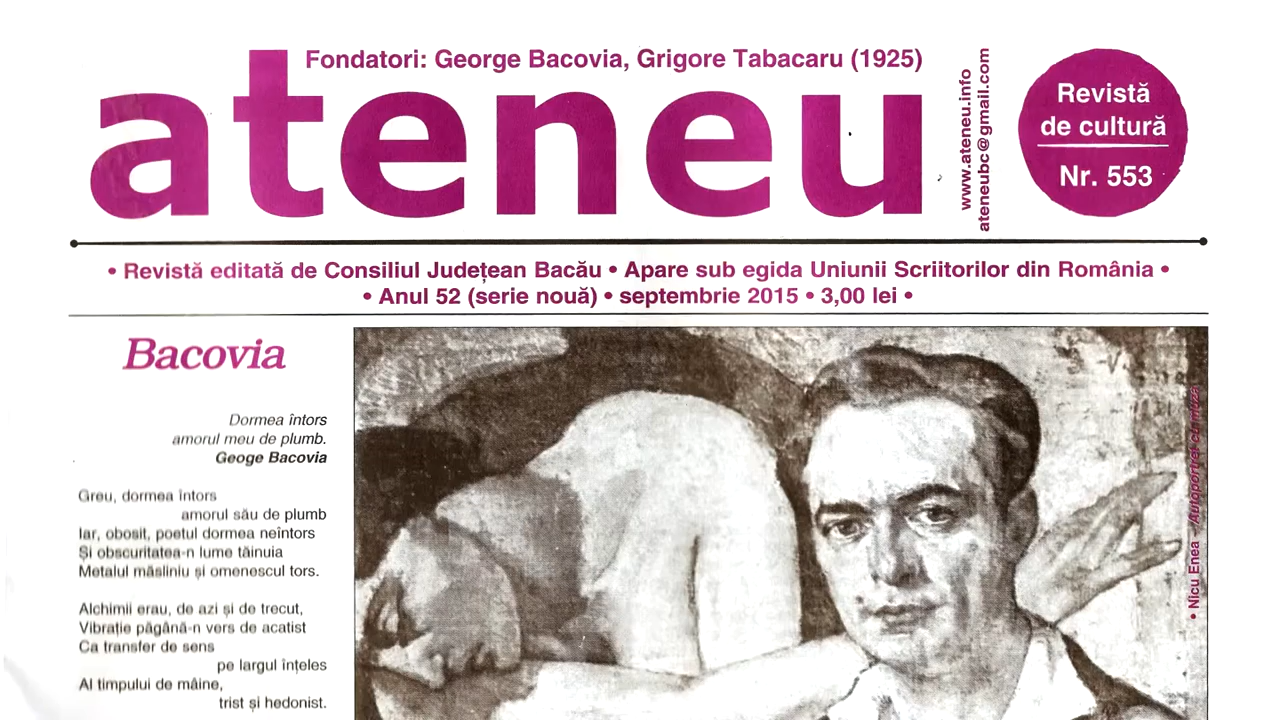 Fondatori: George Bacovia, Grigore Tabacaru (1925)
ateneu
www.ateneu.info
ateneubc@gmail.com
Revistă
de cultură
Nr. 553
• Revistă editată de Consiliul Județean Bacău • Apare sub egida Uniunii Scriitorilor din România •
• Anul 52 (serie nouă) • septembrie 2015 • 3,00 lei •
Bacovia
Dormea întors
amorul meu de plumb.
Geoge Bacovia
Greu, dormea întors
amorul său de plumb
Iar, obosit, poetul dormea neîntors
Și obscuritatea-n lume tăinuia
Metalul măsliniu și omenescul tors.
Alchimii erau, de azi și de trecut,
Vibrație păgână-n vers de acatist
Ca transfer de sens
pe largul înțeles
Al timpului de mâine,
trist și hedonist.
• Nicu Enea - Autoportret cu muza